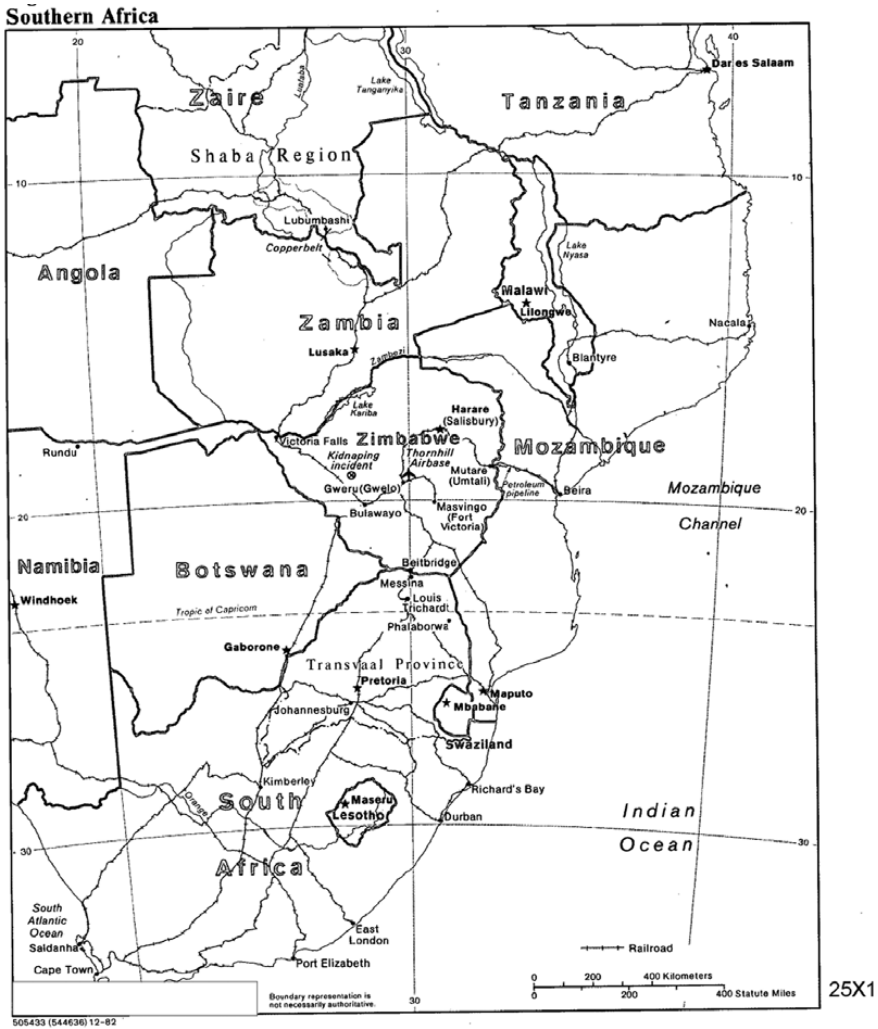 Southern Africa
20
30
Dar es Salaam
40
Zaire
Lualaba
Lake
Tanganyika
Tanzania
Shaba Region
10
10
Lubumbashi
Copperbelt
Lake
Nyasa
Angola
Malawi
Lilongwe
Zambia
Nacala
Lusaka
Zambezi
Blantyre
Lake
Kariba
Harare
(Salisbury)
Rundu
Victoria Falls
Zimbabwe
Mozambique
Kidnaping
incident
Thornhill
Airbase
Mutare
(Umtali)
Petroleum
pipeline
Beira
Gweru(Gwelo)
Mozambique
Channel
Bulawayo
Masvingo
(Fort
Victoria)
20
20
Namibia
Botswana
Beitbridge
Messina
Windhoek
Louis
Trichardt
Tropic of Capricorn
Phalaborwa
Gaborone
Transvaal Province
Pretoria
Maputo
Mbabane
Johannesburg
Swaziland
Kimberley
Richard's Bay
Orange
South
Maseru
Lesotho
Durban
Indian
Ocean
30
30
Africa
South
Atlantic
Ocean
East
London
Saldanha
Cape Town
Port Elizabeth
Railroad
0 200 400 Kilometers
0 200 400 Statute Miles
30
Boundary representation is
not necessarily authoritative.
25X1
505433 (544636) 12-82